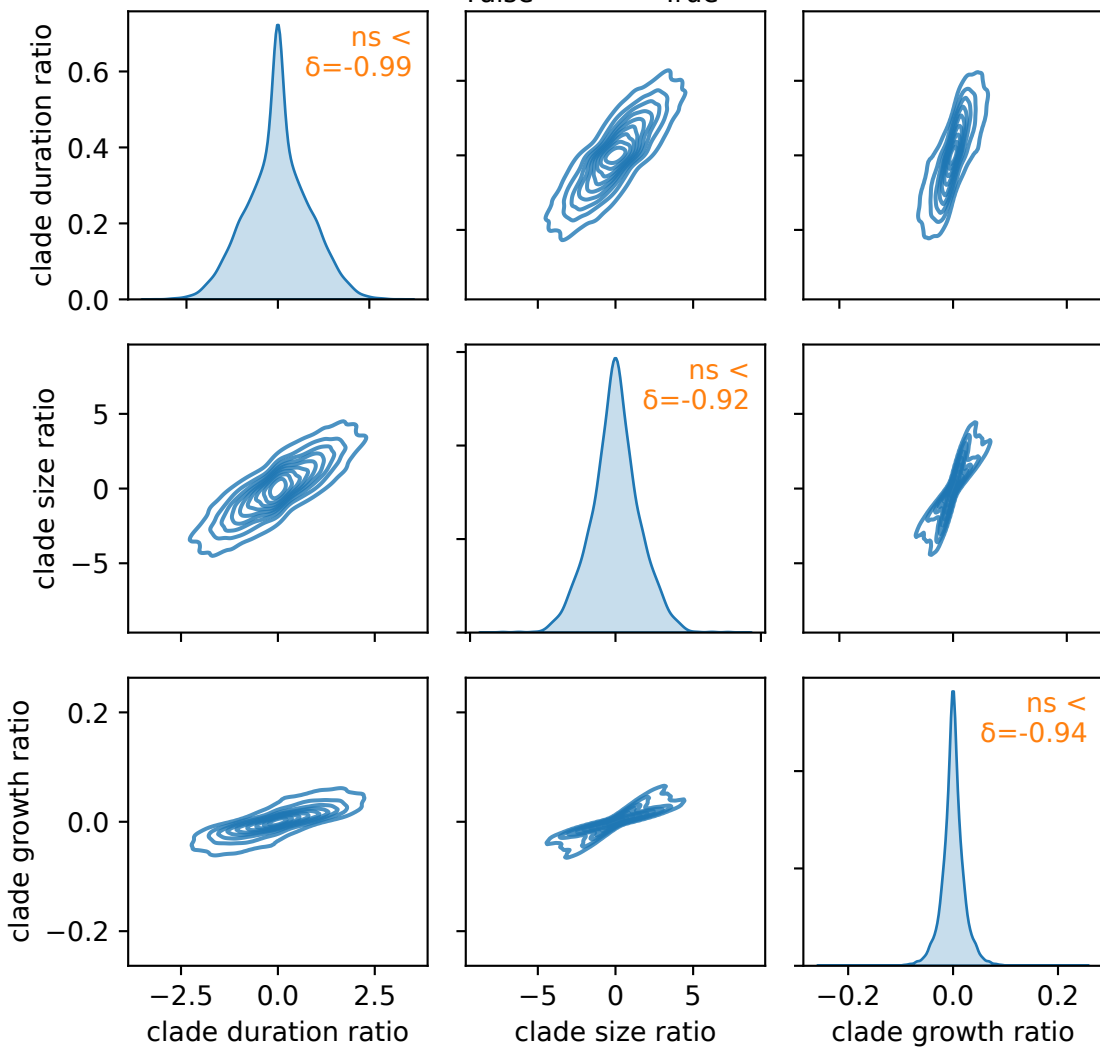 True
clade duration ratio
0.6
0.4
0.2
0.0
ns <
δ=-0.99
clade size ratio
5
0
−5
ns <
δ=-0.92
clade growth ratio
0.2
0.0
−0.2
ns <
δ=-0.94
−2.5
0.0
2.5
−5
0
5
−0.2
0.0
0.2
clade duration ratio
clade size ratio
clade growth ratio